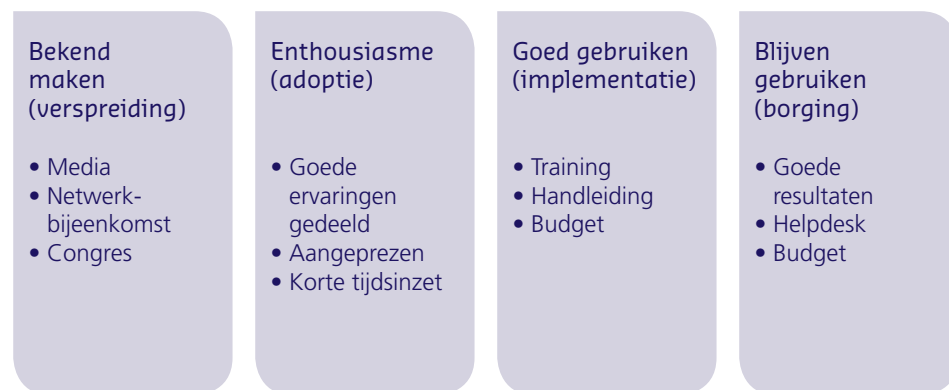 Bekend
maken
(verspreiding)
• Media
• Netwerk-
bijeenkomst
• Congres
Enthousiasme
(adoptie)
• Goede
ervaringen
gedeeld
• Aangeprezen
• Korte tijdsinzet
Goed gebruiken
(implementatie)
• Training
• Handleiding
• Budget
Blijven
gebruiken
(borging)
• Goede
resultaten
• Helpdesk
• Budget